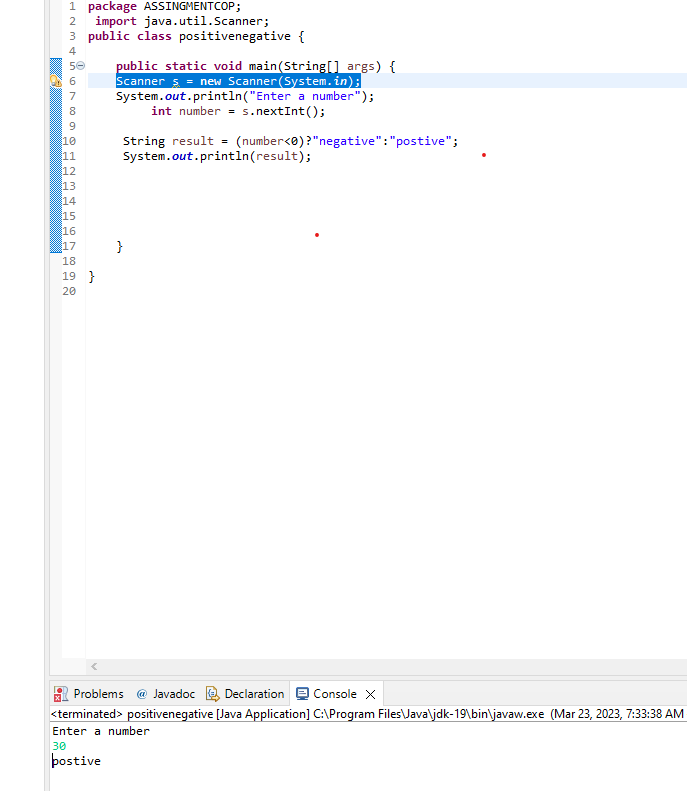 1 package ASSINGMENTCOP;
2 import java.util.Scanner;
3 public class positivenegative {
4
5 public static void main(String[] args) {
6 Scanner s = new Scanner(System.in);
7 System.out.println("Enter a number");
8 int number = s.nextInt();
9
10 String result = (number<0)?"negative":"postive";
11 System.out.println(result);
12
13
14
15
16
17 }
18
19 }
20
Problems @ Javadoc Declaration Console
<terminated> positivenegative [Java Application] C:\Program Files\Java\jdk-19\bin\javaw.exe (Mar 23, 2023, 7:33:38 AM
Enter a number
30
postive